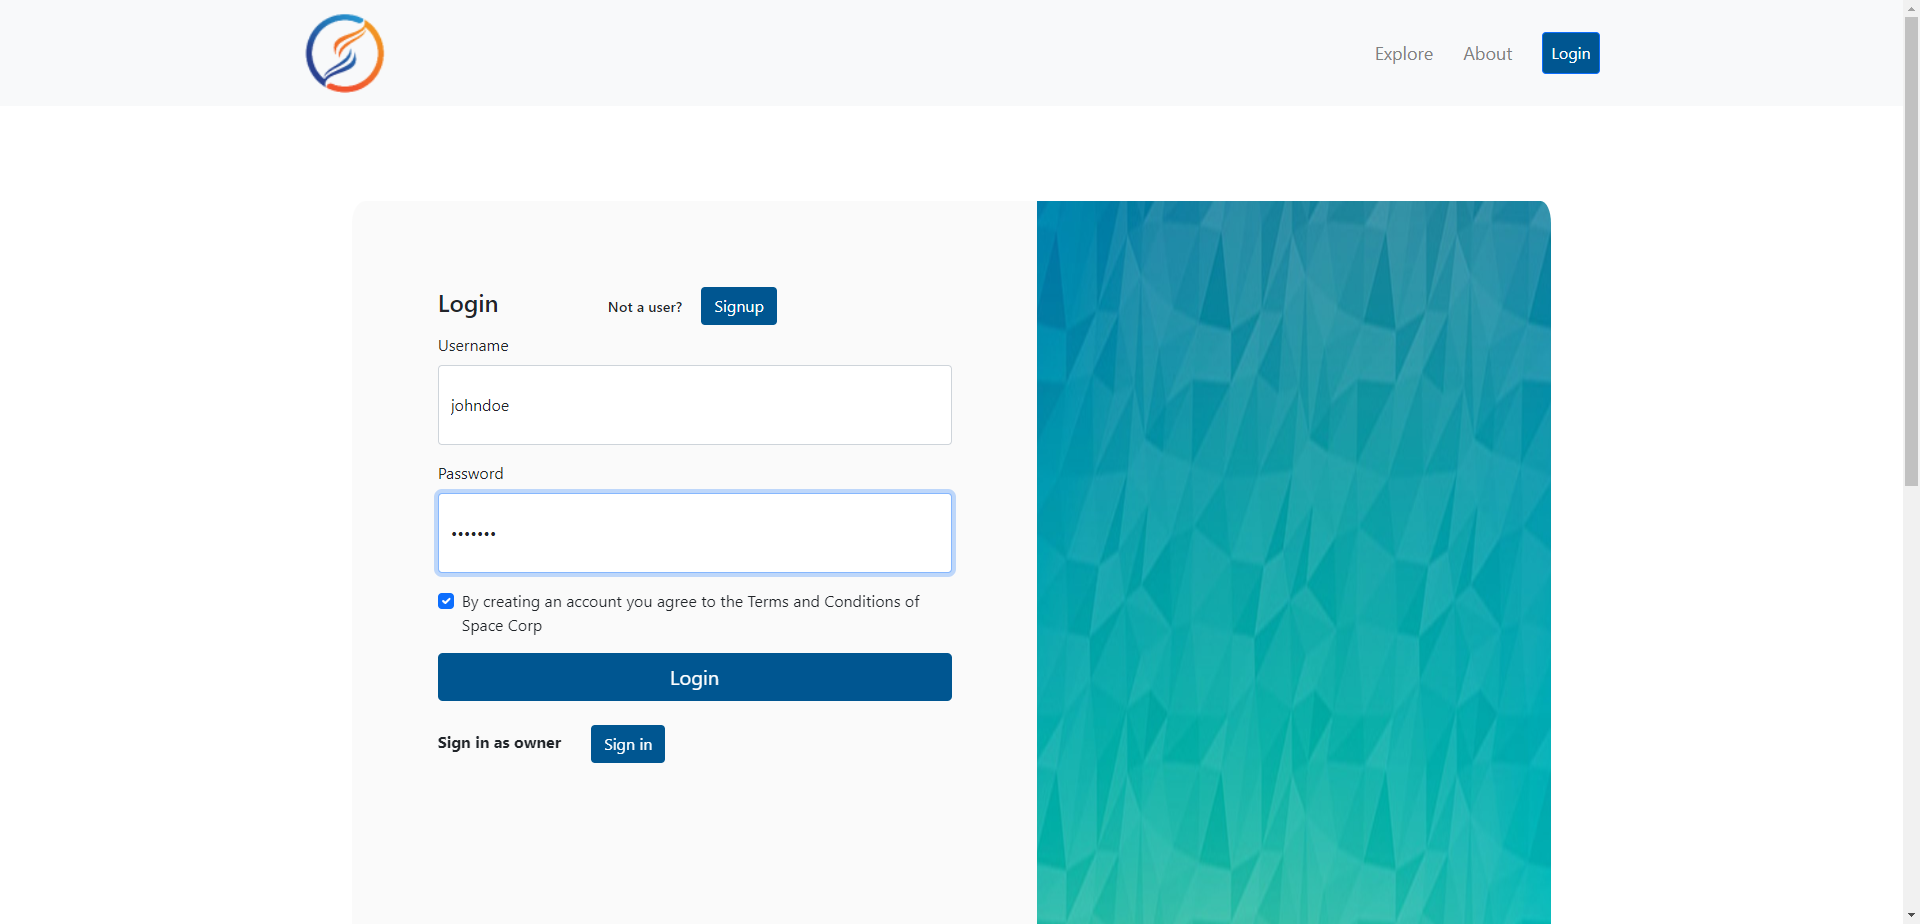 Explore About Login
Login Not a user? Signup
Username
johndoe
Password
•••••••
By creating an account you agree to the Terms and Conditions of
Space Corp
Login
Sign in as owner Sign in